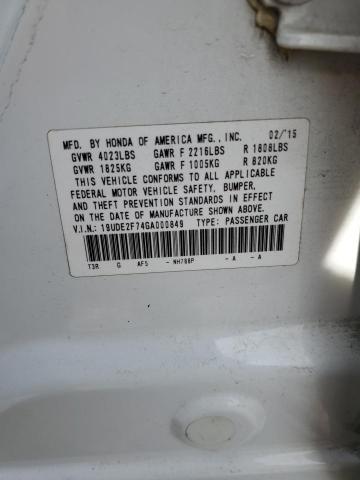 MFD. BY HONDA OF AMERICA MFG., INC. 02/'15
GVWR 4023LBS GAWR F 2216LBS R 1808LBS
GVWR 1825KG GAWR F 1005KG R 820KG
THIS VEHICLE CONFORMS TO ALL APPLICABLE
FEDERAL MOTOR VEHICLE SAFETY, BUMPER,
AND THEFT PREVENTION STANDARDS IN EFFECT
ON THE DATE OF MANUFACTURE SHOWN ABOVE.
V.I.N.: 19UDE2F74GA000849 TYPE: PASSENGER CAR
T3R G AF5 - NH788P - A - A